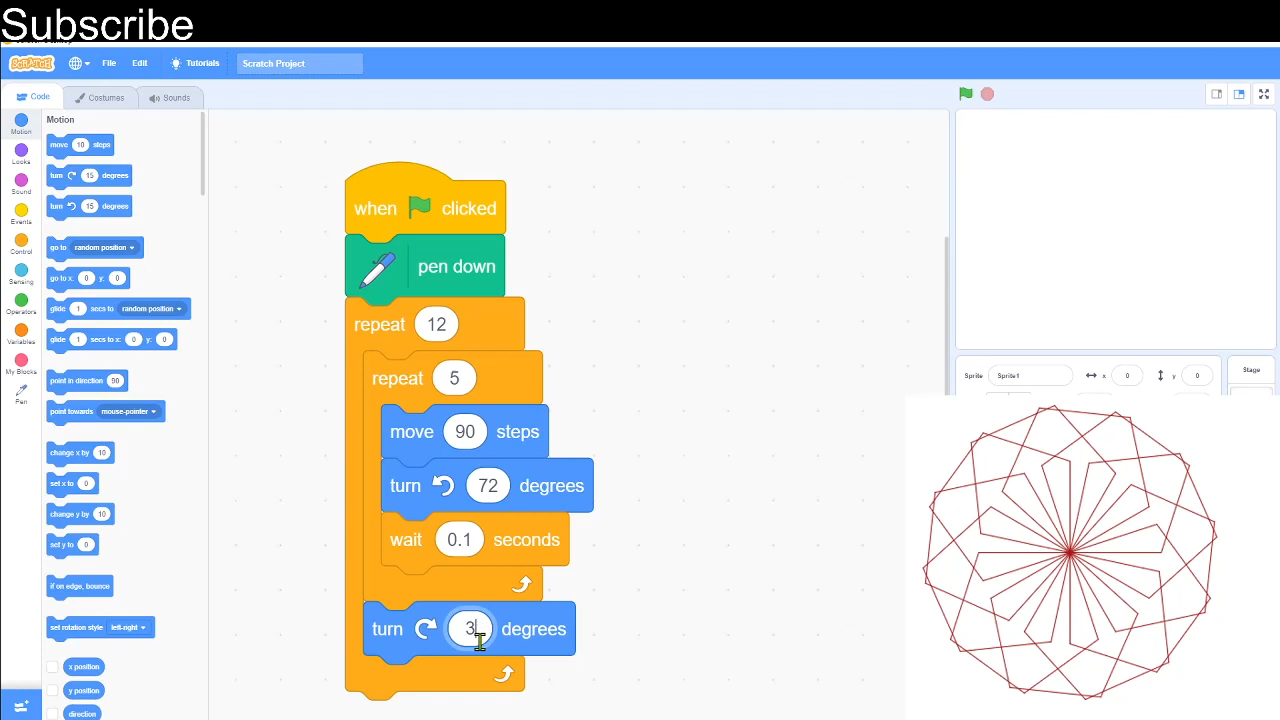 Subscribe
SCRATCH File Edit Tutorials Scratch Project
Code Costumes Sounds
Motion
Looks
Sound
Events
Control
Sensing
Operators
Variables
My Blocks
Pen
Motion
move 10 steps
turn 15 degrees
turn 15 degrees
go to random position
go to x: 0 y: 0
glide 1 secs to random position
glide 1 secs to x: 0 y: 0
point in direction 90
point towards mouse-pointer
change x by 10
set x to 0
change y by 10
set y to 0
if on edge, bounce
set rotation style left-right
x position
y position
direction
when clicked
pen down
repeat 12
repeat 5
move 90 steps
turn 72 degrees
wait 0.1 seconds
turn 3 degrees
Sprite Sprite1 x 0 y 0
Stage